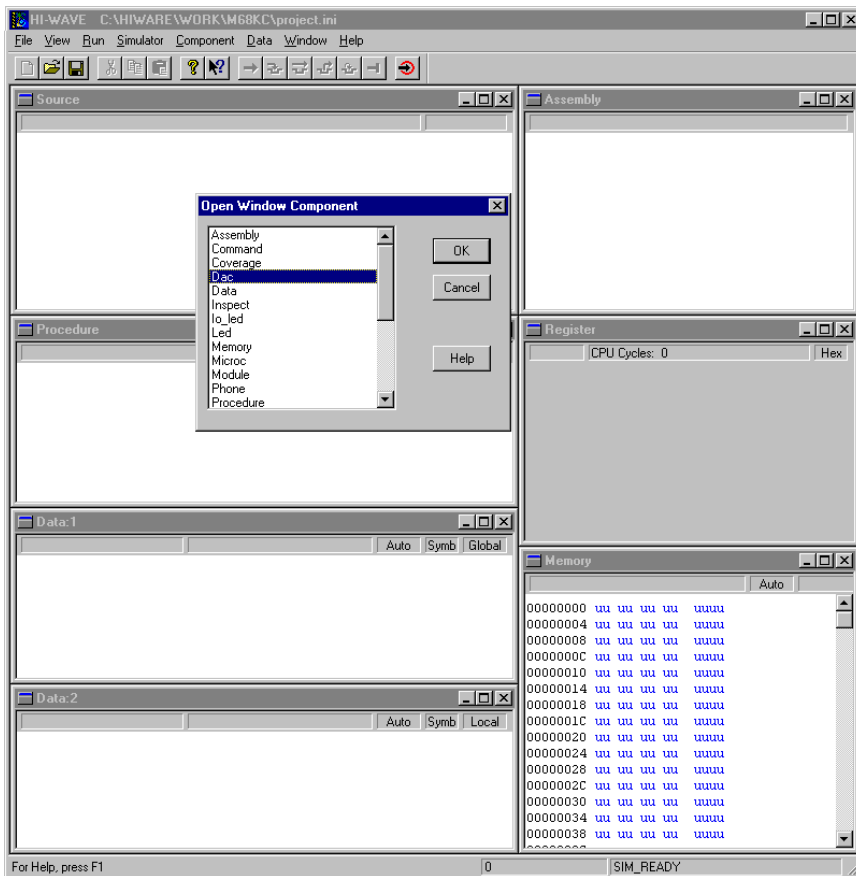 HI-WAVE C:\HIWARE\WORK\M68KC\project.ini
File View Run Simulator Component Data Window Help
Source
Assembly
Open Window Component
Assembly
Command
Coverage
Dac
Data
Inspect
Io_led
Led
Memory
Microc
Module
Phone
Procedure
OK
Cancel
Help
Procedure
Register
CPU Cycles: 0 Hex
Data:1
Auto Symb Global
Memory
Auto
00000000 uu uu uu uu uuuu
00000004 uu uu uu uu uuuu
00000008 uu uu uu uu uuuu
0000000C uu uu uu uu uuuu
00000010 uu uu uu uu uuuu
00000014 uu uu uu uu uuuu
00000018 uu uu uu uu uuuu
0000001C uu uu uu uu uuuu
00000020 uu uu uu uu uuuu
00000024 uu uu uu uu uuuu
00000028 uu uu uu uu uuuu
0000002C uu uu uu uu uuuu
00000030 uu uu uu uu uuuu
00000034 uu uu uu uu uuuu
00000038 uu uu uu uu uuuu
Data:2
Auto Symb Local
For Help, press F1 0 SIM_READY